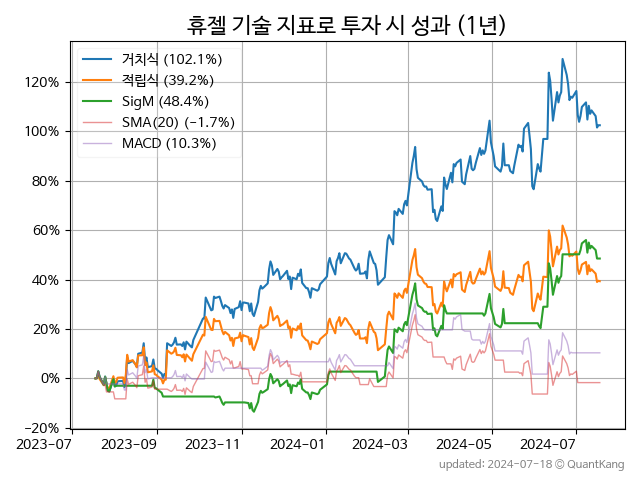 휴젤 기술 지표로 투자 시 성과 (1년)
거치식 (102.1%)
적립식 (39.2%)
SigM (48.4%)
SMA(20) (−1.7%)
MACD (10.3%)
120%
100%
80%
60%
40%
20%
0%
−20%
2023-07 2023-09 2023-11 2024-01 2024-03 2024-05 2024-07
updated: 2024-07-18 © QuantKang